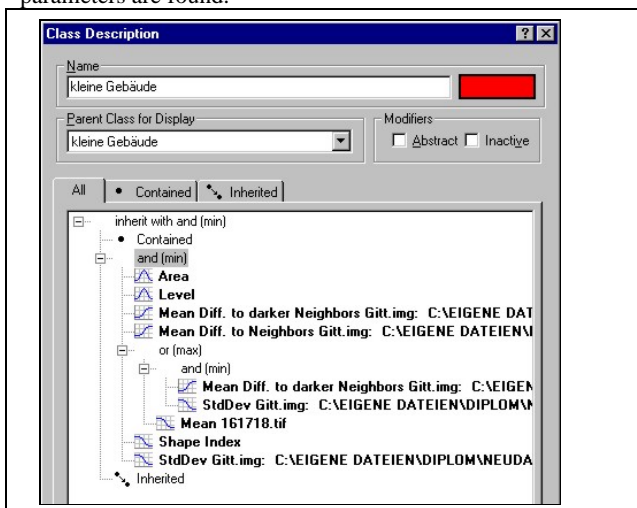 parameters are found.
Class Description
Name
kleine Gebäude
Parent Class for Display
kleine Gebäude
Modifiers
Abstract
Inactive
All
Contained
Inherited
inherit with and (min)
Contained
and (min)
Area
Level
Mean Diff. to darker Neighbors Gitt.img: C:\EIGENE DAT
Mean Diff. to Neighbors Gitt.img: C:\EIGENE DATEIEN\
or (max)
and (min)
Mean Diff. to darker Neighbors Gitt.img: C:\EIGEN
StdDev Gitt.img: C:\EIGENE DATEIEN\DIPLOM\
Mean 161718.tif
Shape Index
StdDev Gitt.img: C:\EIGENE DATEIEN\DIPLOM\NEUDA
Inherited